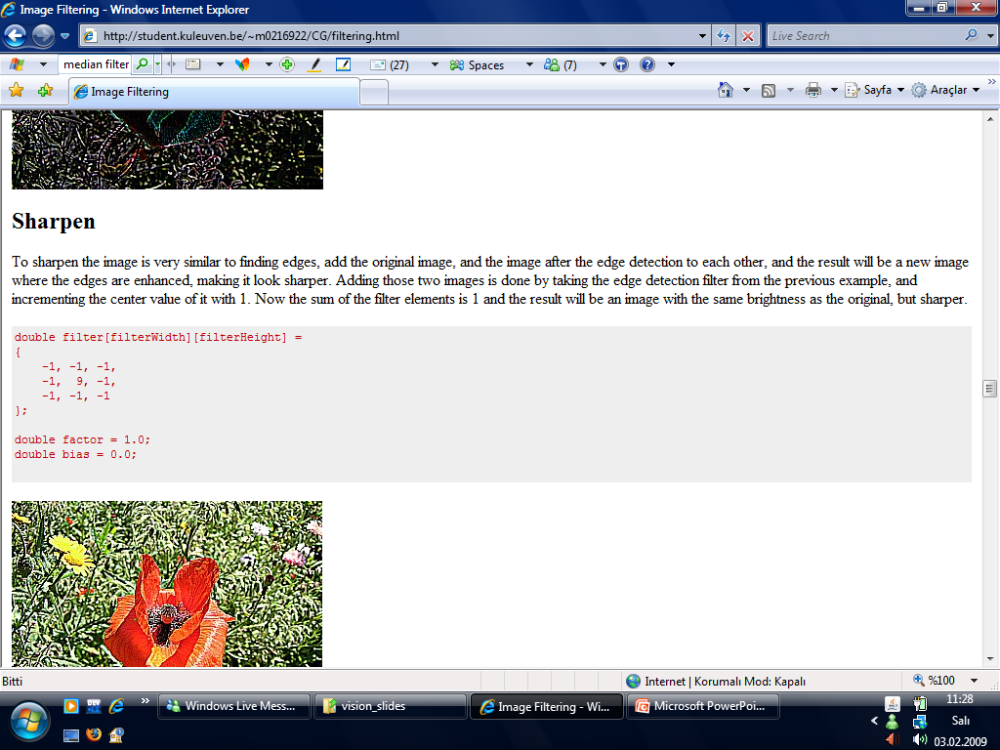 Image Filtering - Windows Internet Explorer
http://student.kuleuven.be/~m0216922/CG/filtering.html
Live Search
median filter
(27)
Spaces
(7)
Image Filtering
Sayfa
Araçlar
Sharpen
To sharpen the image is very similar to finding edges, add the original image, and the image after the edge detection to each other, and the result will be a new image
where the edges are enhanced, making it look sharper. Adding those two images is done by taking the edge detection filter from the previous example, and
incrementing the center value of it with 1. Now the sum of the filter elements is 1 and the result will be an image with the same brightness as the original, but sharper.
double filter[filterWidth][filterHeight] =
{
-1, -1, -1,
-1,  9, -1,
-1, -1, -1
};
double factor = 1.0;
double bias = 0.0;
Bitti
Internet | Korumalı Mod: Kapalı
%100
Windows Live Mess...
vision_slides
Image Filtering - Wi...
Microsoft PowerPoi...
11:28
Salı
03.02.2009